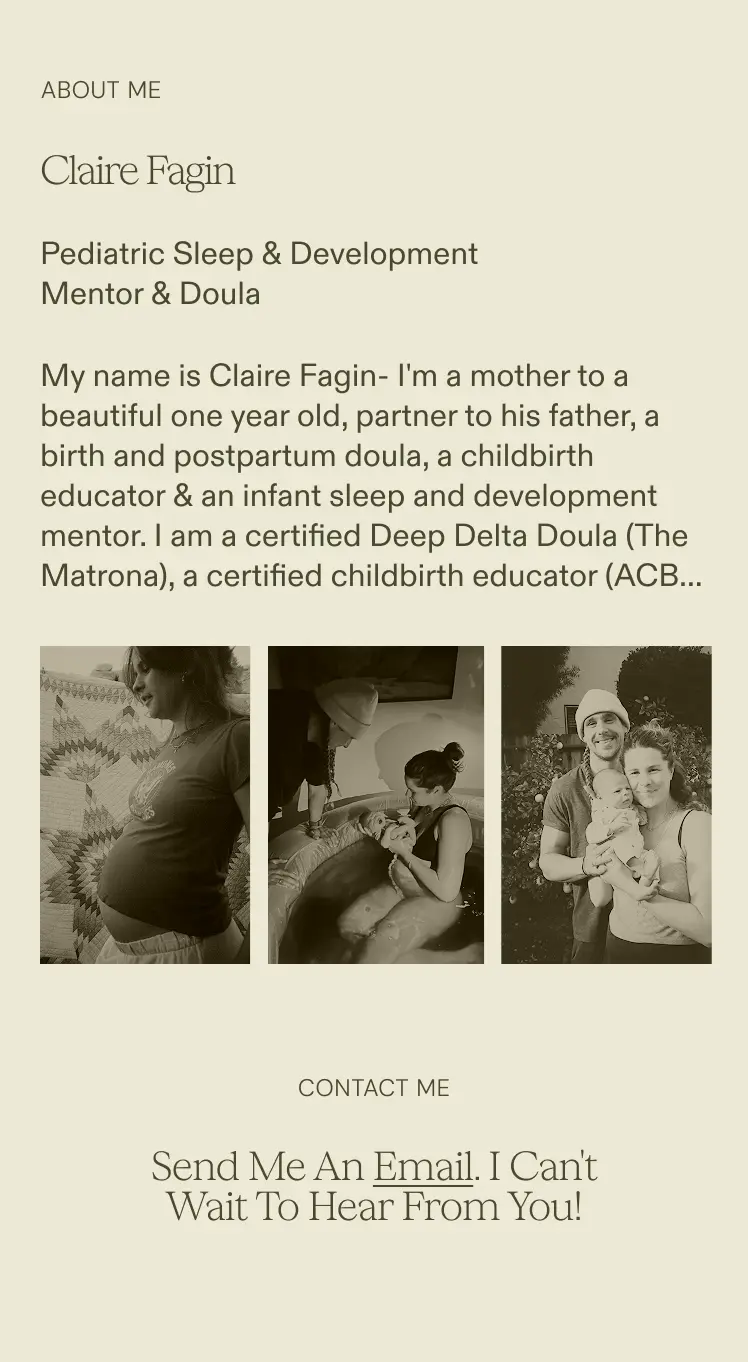 ABOUT ME
Claire Fagin
Pediatric Sleep & Development
Mentor & Doula
My name is Claire Fagin- I'm a mother to a
beautiful one year old, partner to his father, a
birth and postpartum doula, a childbirth
educator & an infant sleep and development
mentor. I am a certified Deep Delta Doula (The
Matrona), a certified childbirth educator (ACB...
CONTACT ME
Send Me An Email. I Can't
Wait To Hear From You!